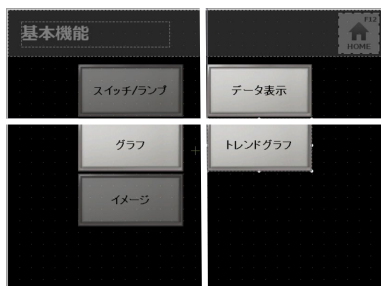 基本機能
F12
HOME
スイッチ/ランプ
データ表示
グラフ
トレンドグラフ
イメージ